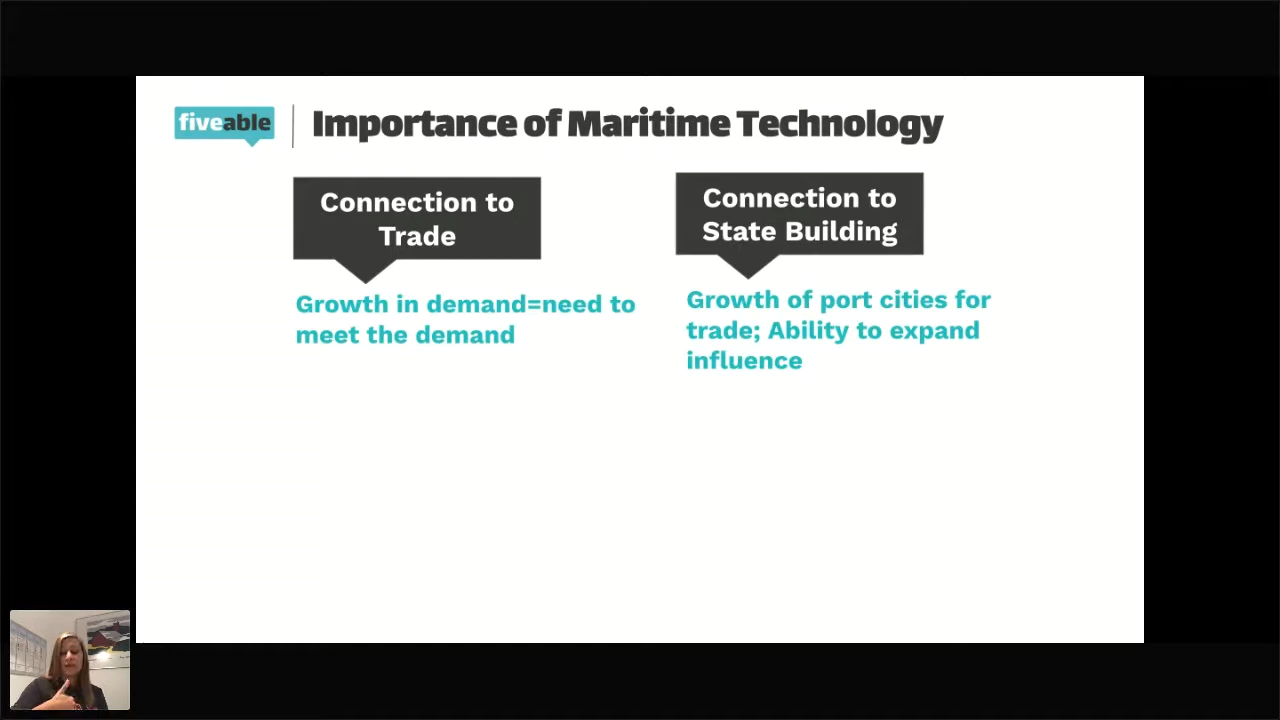 fiveable
Importance of Maritime Technology
Connection to
Trade
Growth in demand=need to
meet the demand
Connection to
State Building
Growth of port cities for
trade; Ability to expand
influence